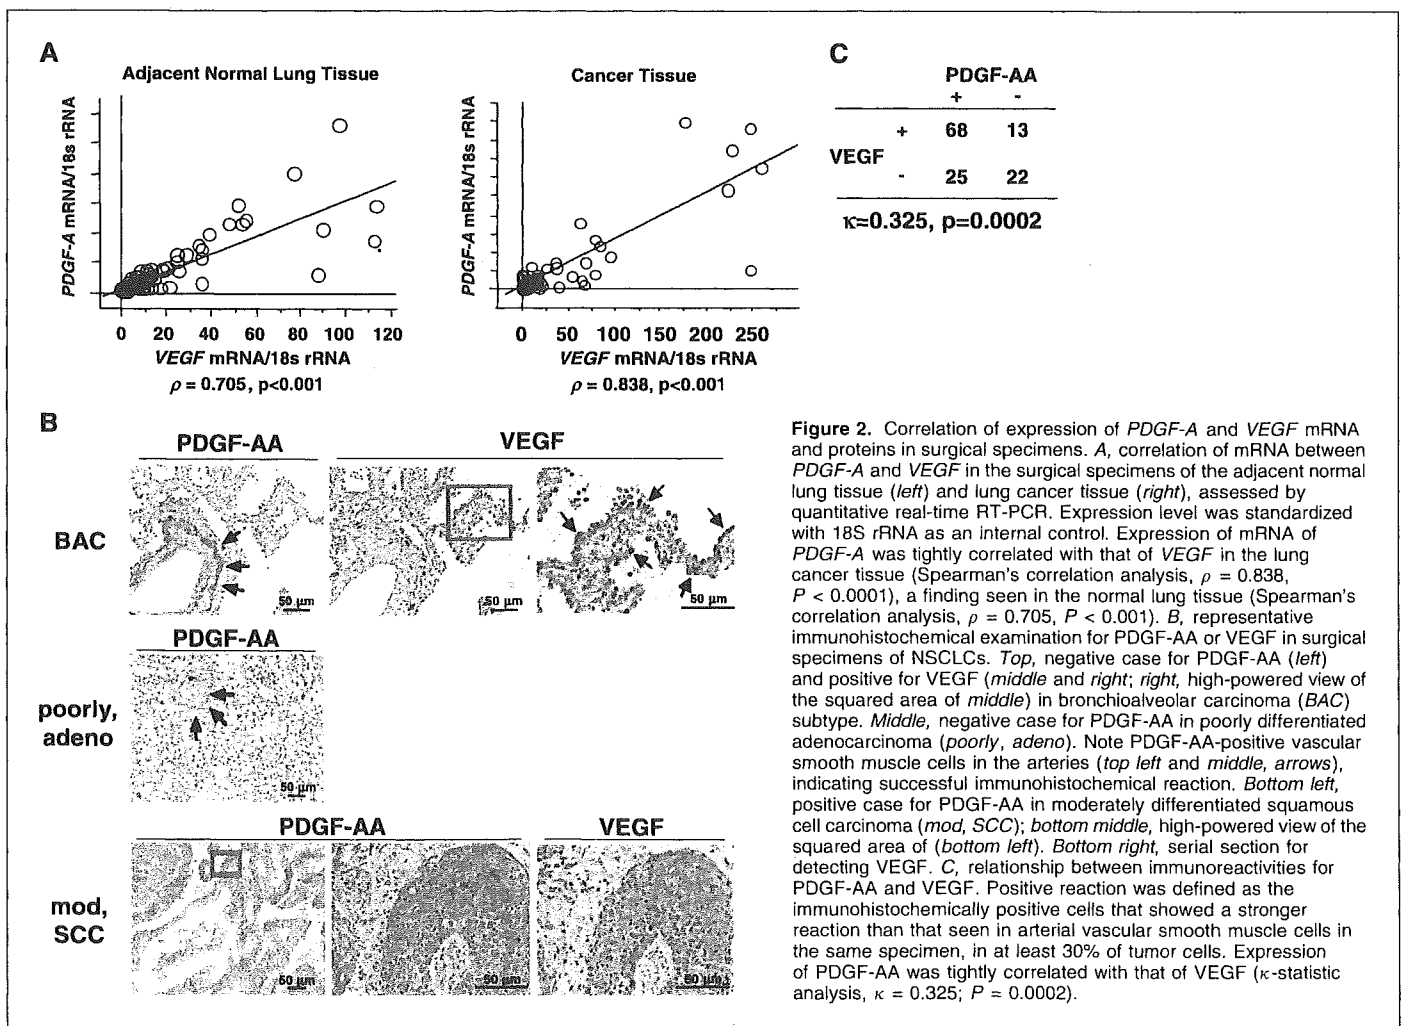 A
Adjacent Normal Lung Tissue
PDGF-A mRNA/18s rRNA
0 20 40 60 80 100 120
VEGF mRNA/18s rRNA
ρ = 0.705, p<0.001
Cancer Tissue
PDGF-A mRNA/18s rRNA
0 50 100 150 200 250
VEGF mRNA/18s rRNA
ρ = 0.838, p<0.001
C
PDGF-AA
+ -
VEGF
+ 68 13
- 25 22
κ=0.325, p=0.0002
B
PDGF-AA
VEGF
BAC
50 μm
50 μm
50 μm
PDGF-AA
poorly,
adeno
50 μm
PDGF-AA
VEGF
mod,
SCC
50 μm
50 μm
50 μm
Figure 2. Correlation of expression of PDGF-A and VEGF mRNA
and proteins in surgical specimens. A, correlation of mRNA between
PDGF-A and VEGF in the surgical specimens of the adjacent normal
lung tissue (left) and lung cancer tissue (right), assessed by
quantitative real-time RT-PCR. Expression level was standardized
with 18S rRNA as an internal control. Expression of mRNA of
PDGF-A was tightly correlated with that of VEGF in the lung
cancer tissue (Spearman's correlation analysis, ρ = 0.838,
P < 0.0001), a finding seen in the normal lung tissue (Spearman's
correlation analysis, ρ = 0.705, P < 0.001). B, representative
immunohistochemical examination for PDGF-AA or VEGF in surgical
specimens of NSCLCs. Top, negative case for PDGF-AA (left)
and positive for VEGF (middle and right; right, high-powered view of
the squared area of middle) in bronchioalveolar carcinoma (BAC)
subtype. Middle, negative case for PDGF-AA in poorly differentiated
adenocarcinoma (poorly, adeno). Note PDGF-AA-positive vascular
smooth muscle cells in the arteries (top left and middle, arrows),
indicating successful immunohistochemical reaction. Bottom left,
positive case for PDGF-AA in moderately differentiated squamous
cell carcinoma (mod, SCC); bottom middle, high-powered view of the
squared area of (bottom left). Bottom right, serial section for
detecting VEGF. C, relationship between immunoreactivities for
PDGF-AA and VEGF. Positive reaction was defined as the
immunohistochemically positive cells that showed a stronger
reaction than that seen in arterial vascular smooth muscle cells in
the same specimen, in at least 30% of tumor cells. Expression
of PDGF-AA was tightly correlated with that of VEGF (κ-statistic
analysis, κ = 0.325; P = 0.0002).